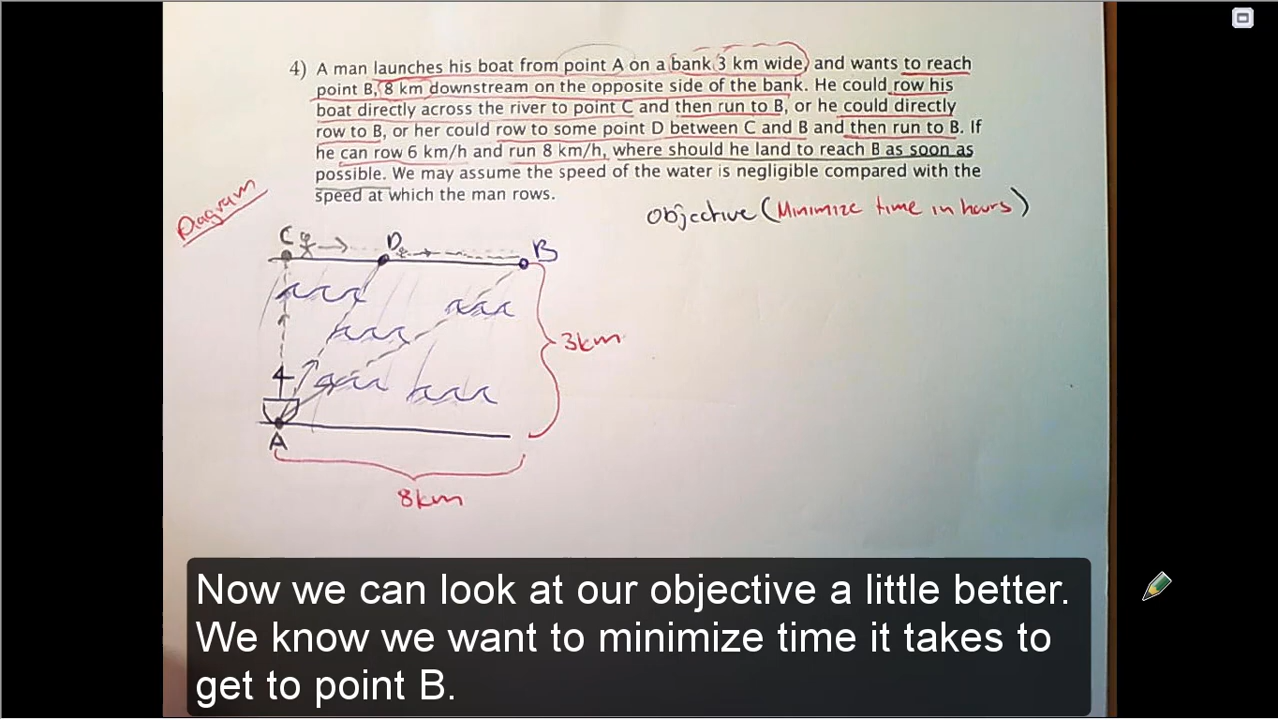 4) A man launches his boat from point A on a bank 3 km wide, and wants to reach
point B, 8 km downstream on the opposite side of the bank. He could row his
boat directly across the river to point C and then run to B, or he could directly
row to B, or her could row to some point D between C and B and then run to B. If
he can row 6 km/h and run 8 km/h, where should he land to reach B as soon as
possible. We may assume the speed of the water is negligible compared with the
speed at which the man rows.
Objective (Minimize time in hours)
Diagram
C D B
3km
A
8km
Now we can look at our objective a little better.
We know we want to minimize time it takes to
get to point B.